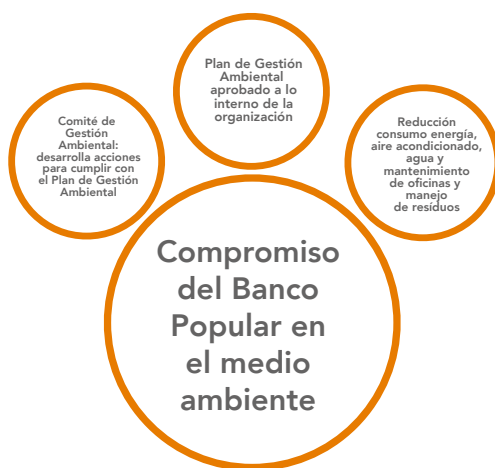 Plan de Gestión
Ambiental
aprobado a lo
interno de la
organización
Comité de
Gestión
Ambiental:
desarrolla acciones
para cumplir con
el Plan de Gestión
Ambiental
Reducción
consumo energía,
aire acondicionado,
agua y
mantenimiento
de oficinas y
manejo
de resíduos
Compromiso
del Banco
Popular en
el medio
ambiente